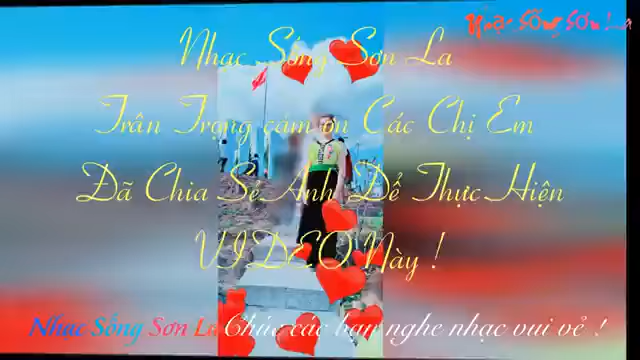 Nhạc Sống Sơn La
Nhạc Sống Sơn La
Trân Trọng cám ơn Các Chị Em
Đã Chia Sẻ Ảnh Để Thực Hiện
VIDEO Này !
Nhạc Sống Sơn La Chúc các bạn nghe nhạc vui vẻ !